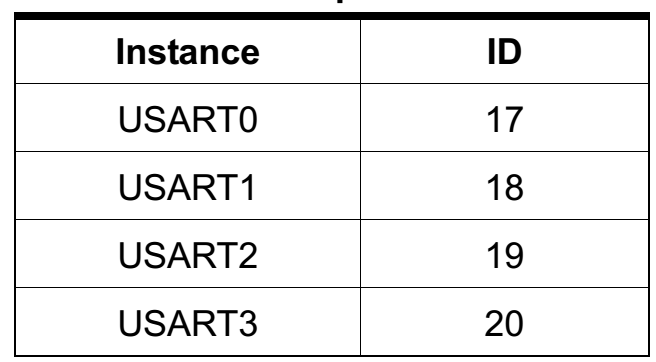 Instance ID
USART0 17
USART1 18
USART2 19
USART3 20